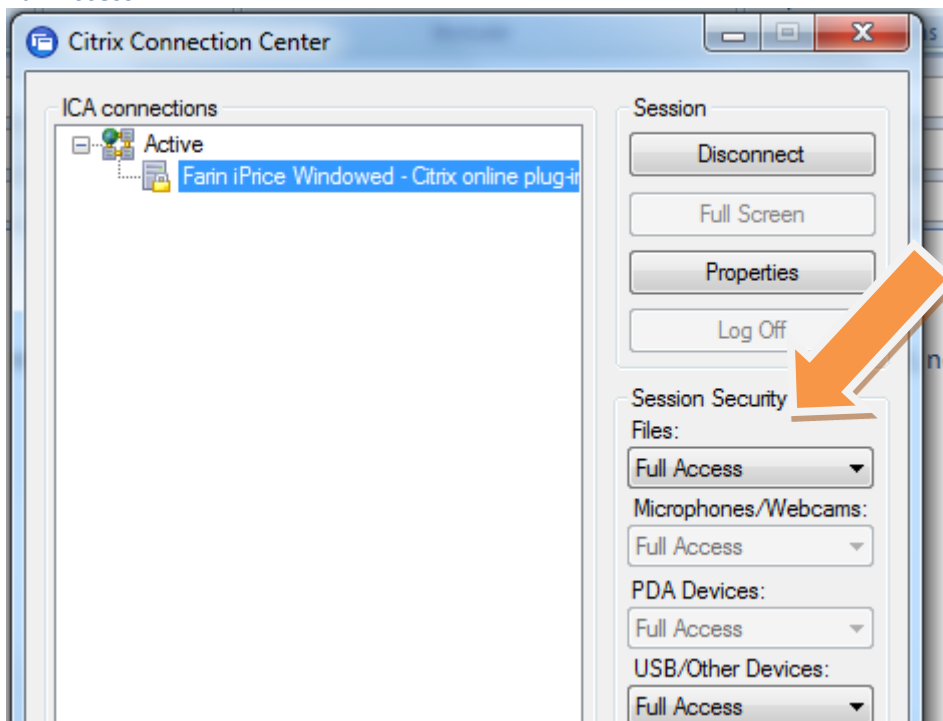 Citrix Connection Center
ICA connections
Active
Farin iPrice Windowed - Citrix online plug-in
Session
Disconnect
Full Screen
Properties
Log Off
Session Security
Files:
Full Access
Microphones/Webcams:
Full Access
PDA Devices:
Full Access
USB/Other Devices:
Full Access